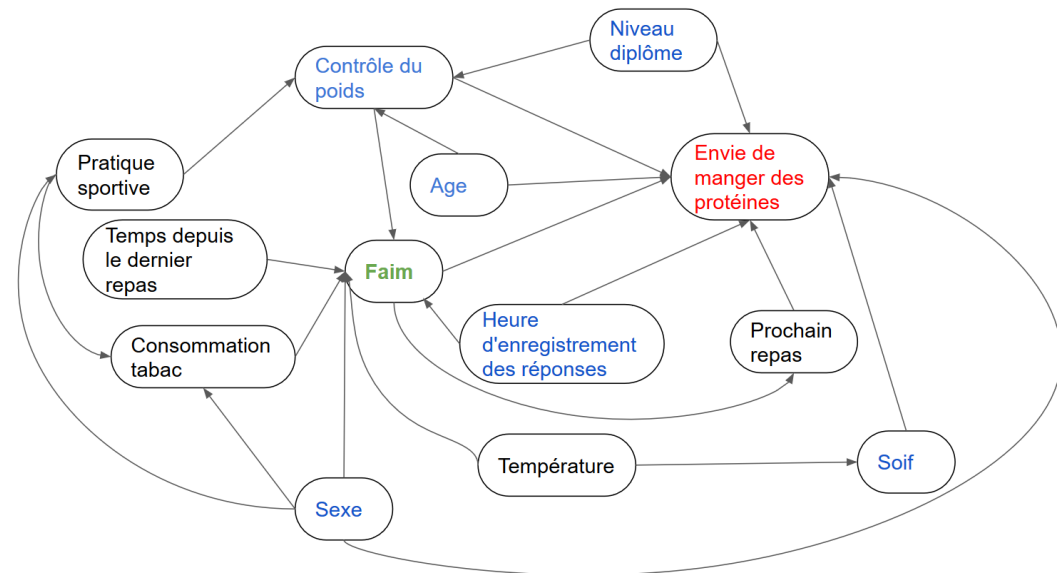 Niveau
diplôme
Contrôle du
poids
Envie de
manger des
protéines
Pratique
sportive
Age
Temps depuis
le dernier
repas
Faim
Heure
d'enregistrement
des réponses
Prochain
repas
Consommation
tabac
Température
Soif
Sexe